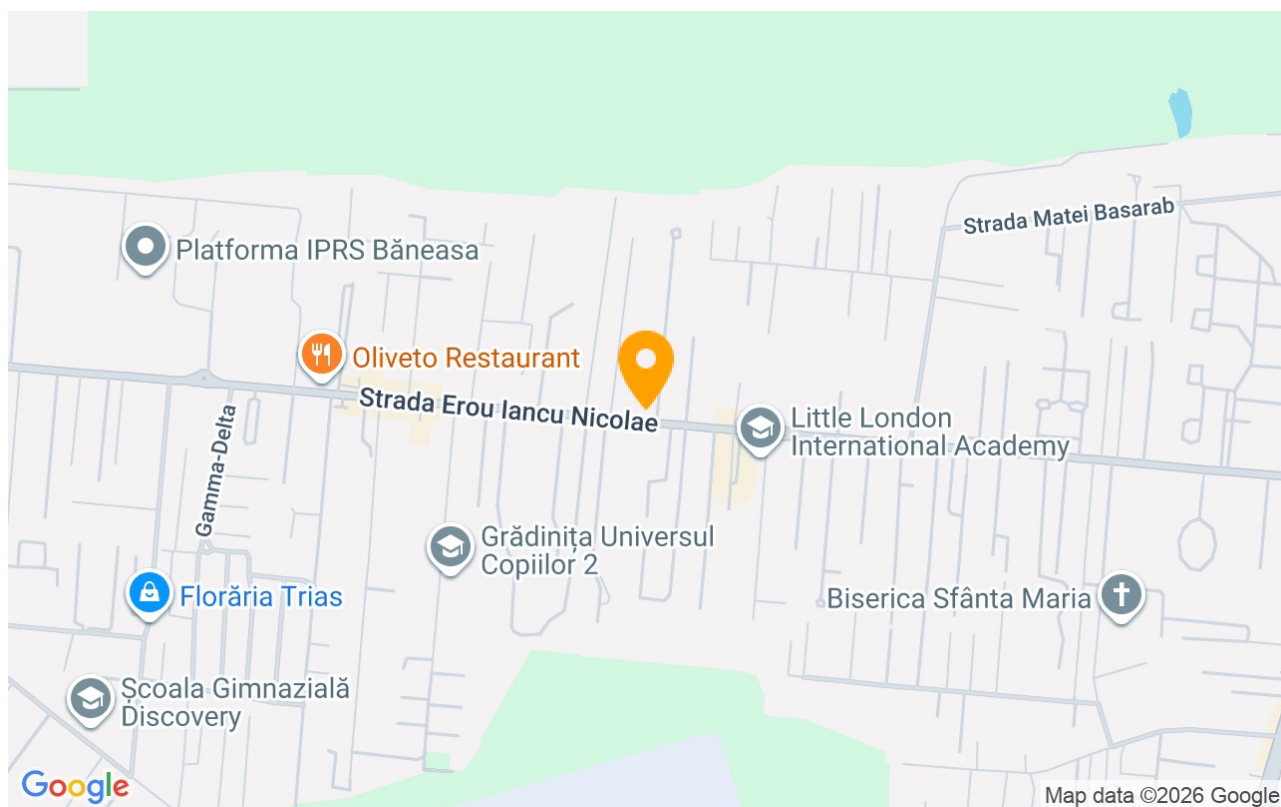 Strada Matei Basarab
Platforma IPRS Băneasa
Oliveto Restaurant
Strada Erou Iancu Nicolae
Little London
International Academy
Gamma-Delta
Grădinița Universul
Copiilor 2
Florăria Trias
Biserica Sfânta Maria
Școala Gimnazială
Discovery
Google
Map data ©2026 Google